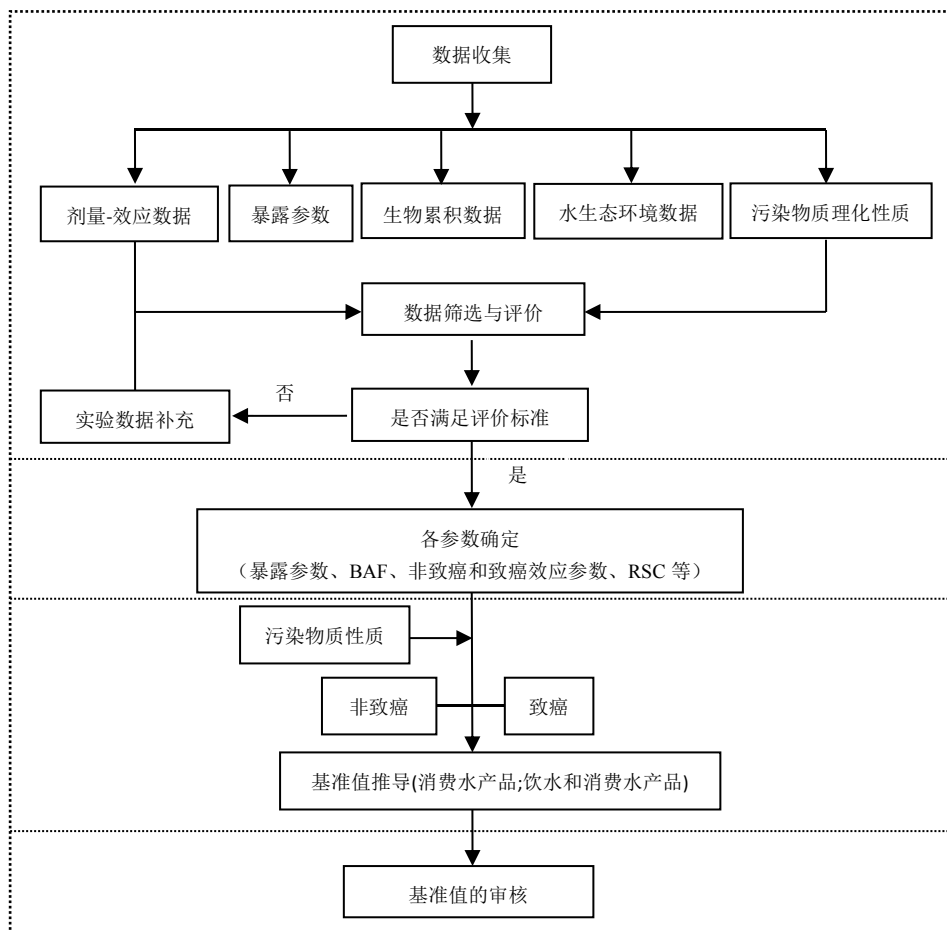 数据收集
剂量-效应数据
暴露参数
生物累积数据
水生态环境数据
污染物质理化性质
数据筛选与评价
否
实验数据补充
是否满足评价标准
是
各参数确定
（暴露参数、BAF、非致癌和致癌效应参数、RSC 等）
污染物质性质
非致癌
致癌
基准值推导(消费水产品;饮水和消费水产品)
基准值的审核